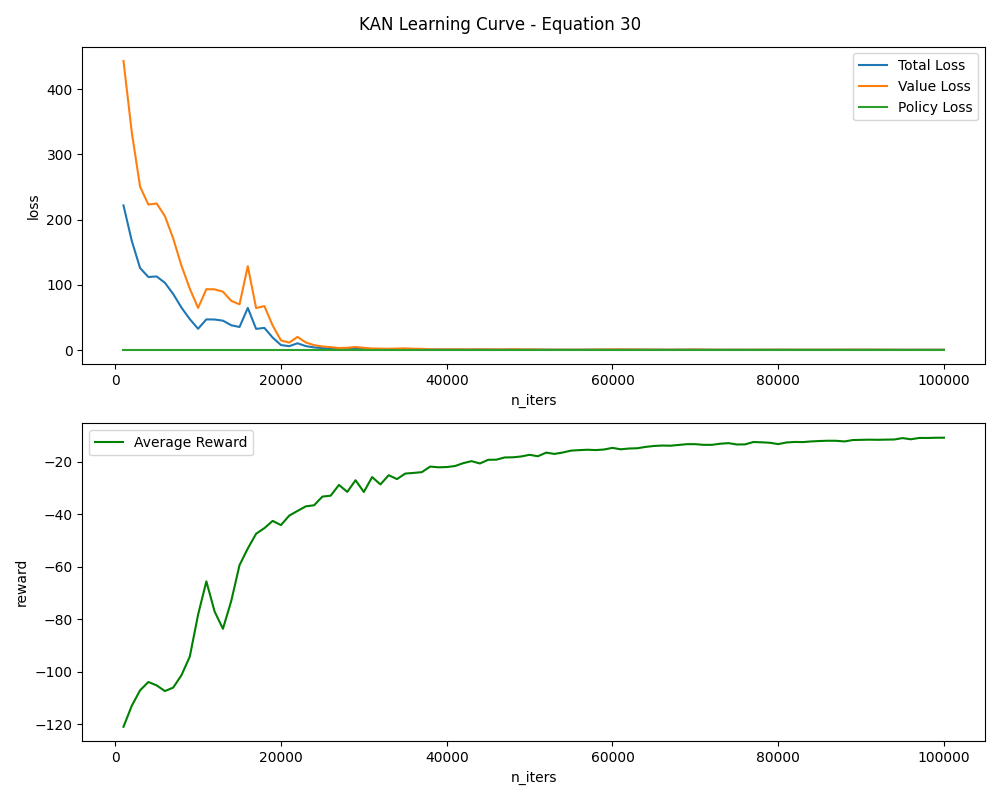 KAN Learning Curve - Equation 30
Total Loss
Value Loss
Policy Loss
400
300
200
100
0
loss
0 20000 40000 60000 80000 100000
n_iters
Average Reward
−20
−40
−60
−80
−100
−120
reward
0 20000 40000 60000 80000 100000
n_iters